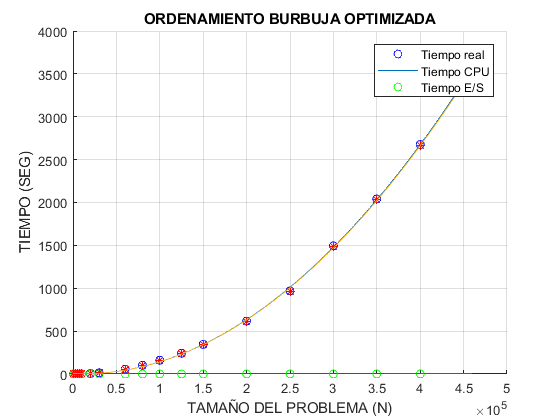 ORDENAMIENTO BURBUJA OPTIMIZADA
4000
3500
3000
2500
2000
1500
1000
500
0
TIEMPO (SEG)
Tiempo real
Tiempo CPU
Tiempo E/S
0 0.5 1 1.5 2 2.5 3 3.5 4 4.5 5
×10^5
TAMAÑO DEL PROBLEMA (N)